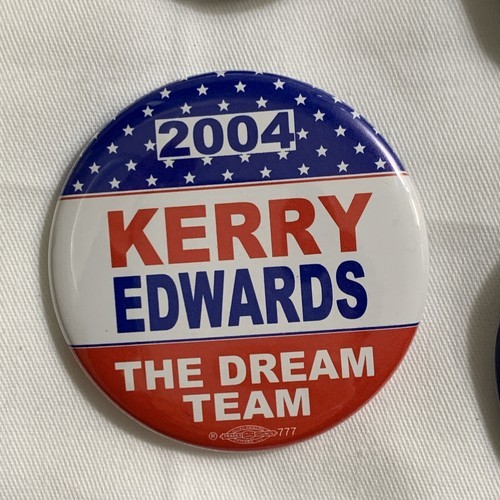 2004
KERRY
EDWARDS
THE DREAM
TEAM
® 777